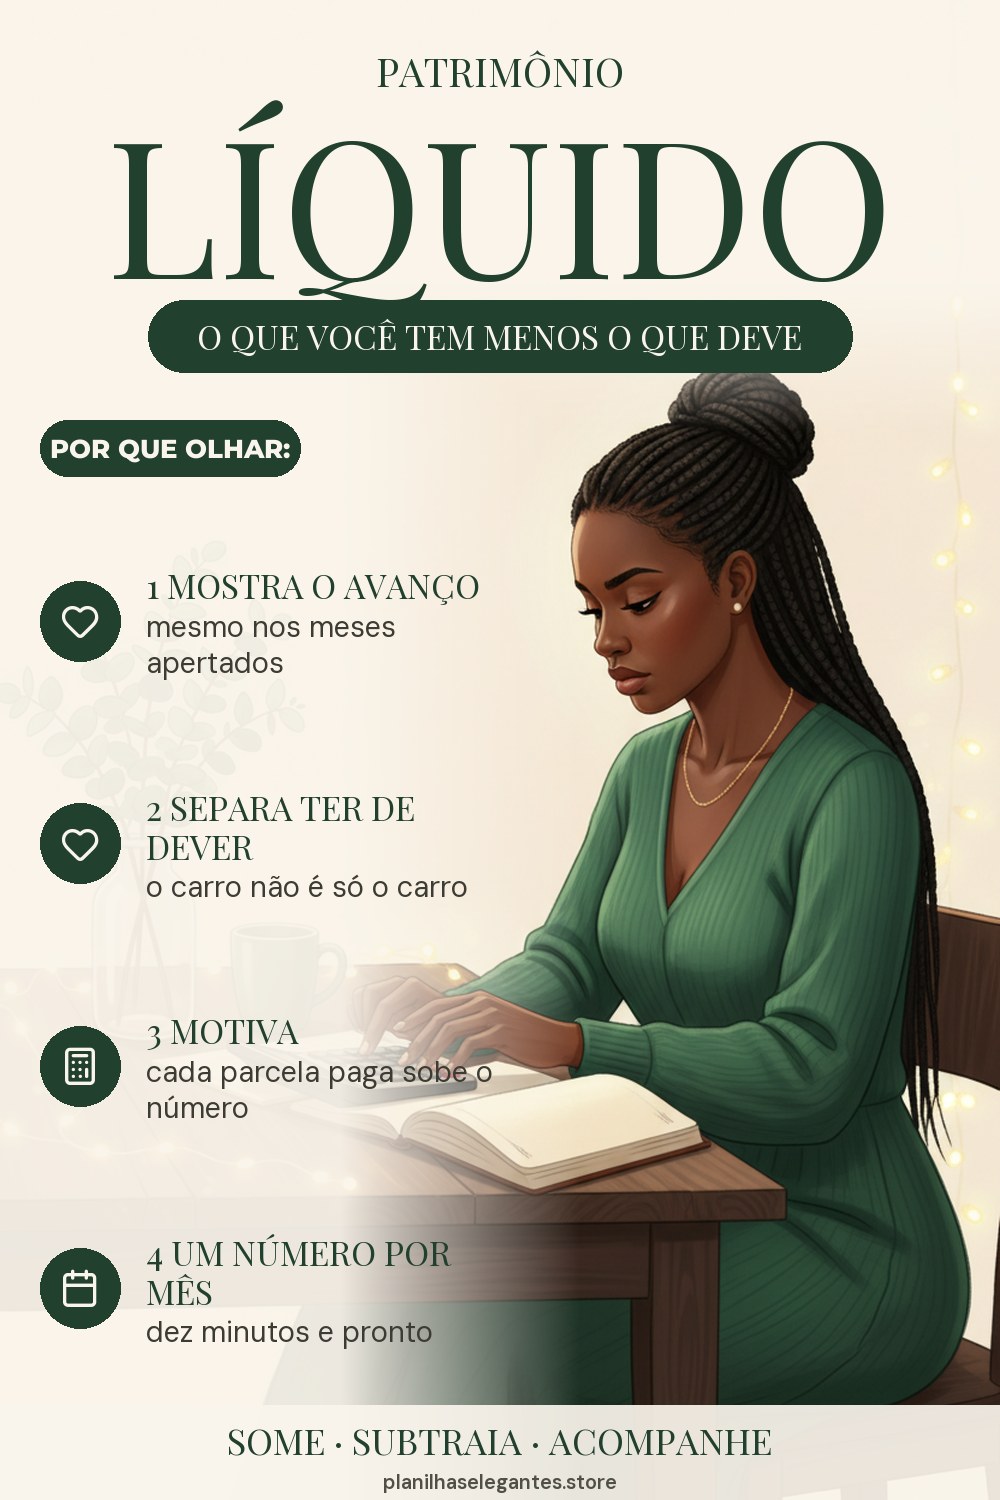 PATRIMÔNIO
LÍQUIDO
O QUE VOCÊ TEM MENOS O QUE DEVE
POR QUE OLHAR:
1 MOSTRA O AVANÇO
mesmo nos meses
apertados
2 SEPARA TER DE
DEVER
o carro não é só o carro
3 MOTIVA
cada parcela paga sobe o
número
4 UM NÚMERO POR
MÊS
dez minutos e pronto
SOME · SUBTRAIA · ACOMPANHE
planilhaselegantes.store